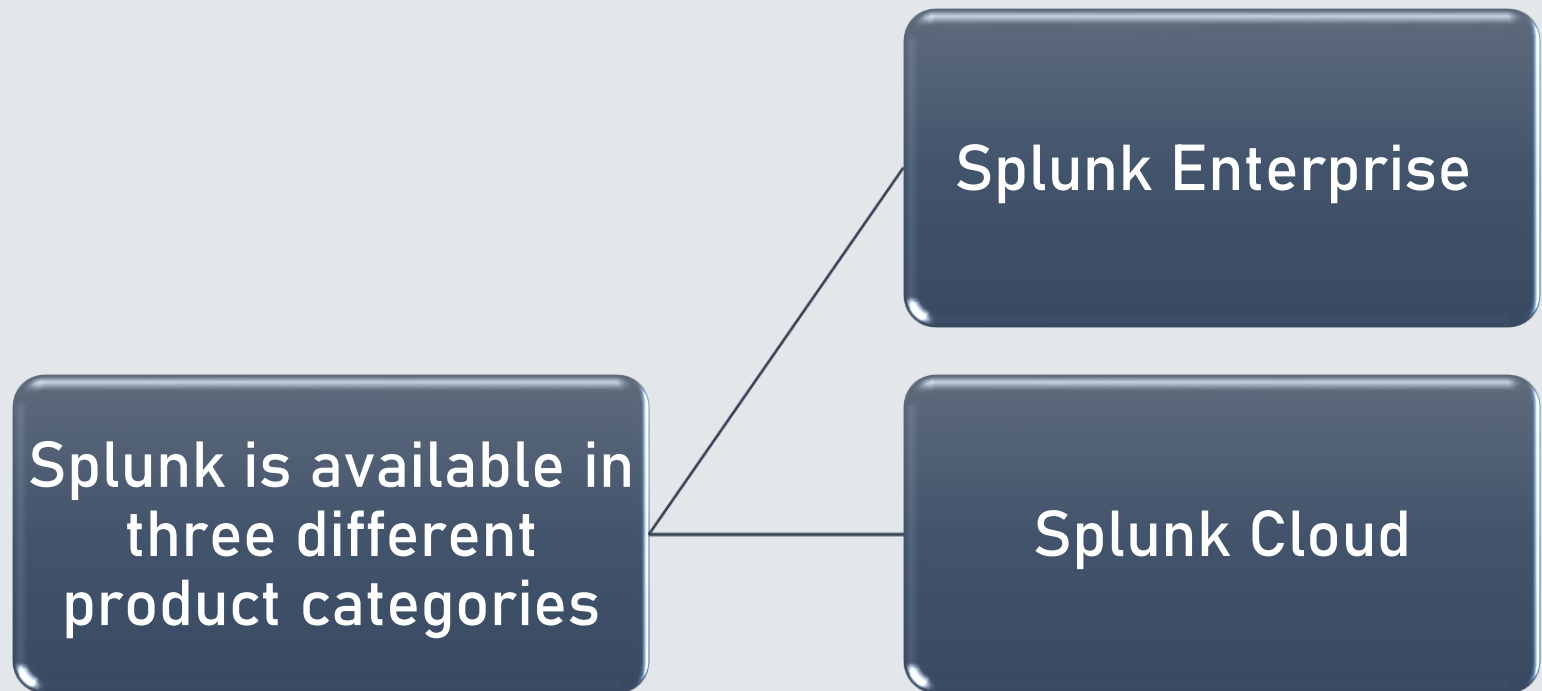 Splunk Enterprise
Splunk is available in
three different
product categories
Splunk Cloud